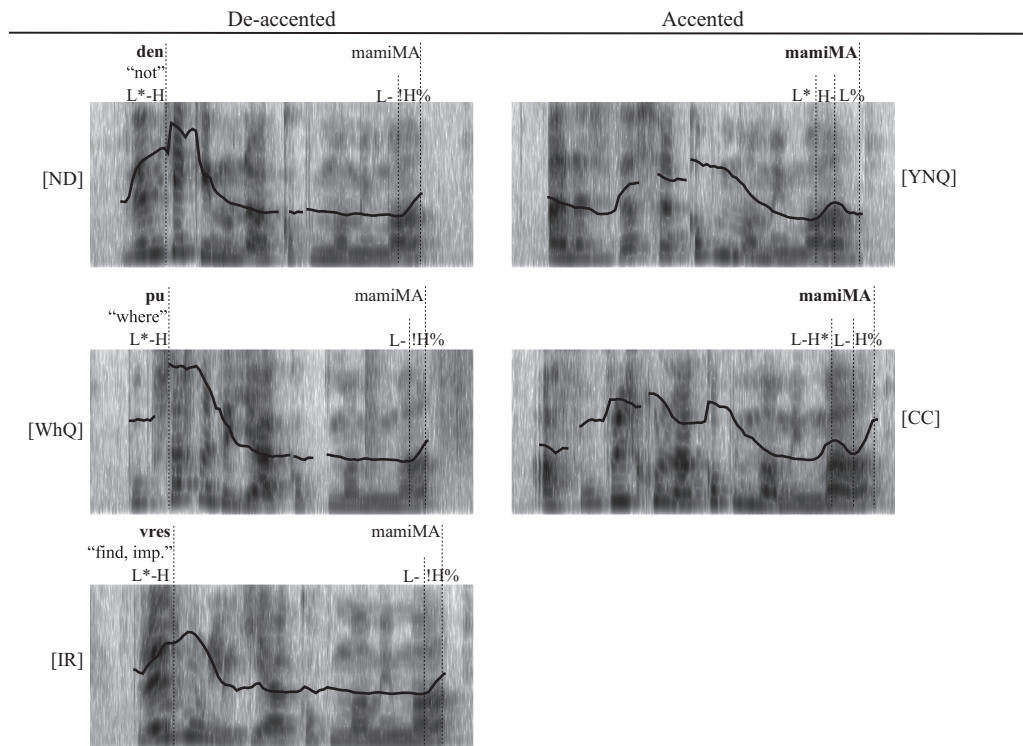 De-accented
Accented
den
"not"
L*-H
mamiMA
L- !H%
[ND]
mamiMA
L* H- L%
[YNQ]
pu
"where"
L*-H
mamiMA
L- !H%
[WhQ]
mamiMA
L-H* L- H%
[CC]
vres
"find, imp."
L*-H
mamiMA
L- !H%
[IR]